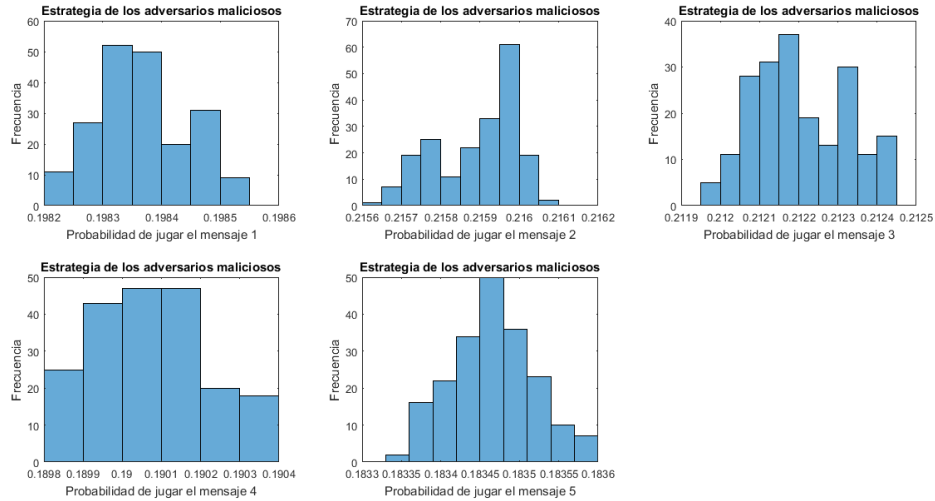 Estrategia de los adversarios maliciosos
60
50
40
30
20
10
0
Frecuencia
0.1982 0.1983 0.1984 0.1985 0.1986
Probabilidad de jugar el mensaje 1
Estrategia de los adversarios maliciosos
70
60
50
40
30
20
10
0
Frecuencia
0.2156 0.2157 0.2158 0.2159 0.216 0.2161 0.2162
Probabilidad de jugar el mensaje 2
Estrategia de los adversarios maliciosos
40
30
20
10
0
Frecuencia
0.2119 0.212 0.2121 0.2122 0.2123 0.2124 0.2125
Probabilidad de jugar el mensaje 3
Estrategia de los adversarios maliciosos
50
40
30
20
10
0
Frecuencia
0.1898 0.1899 0.19 0.1901 0.1902 0.1903 0.1904
Probabilidad de jugar el mensaje 4
Estrategia de los adversarios maliciosos
50
40
30
20
10
0
Frecuencia
0.1833 0.18335 0.1834 0.18345 0.1835 0.18355 0.1836
Probabilidad de jugar el mensaje 5